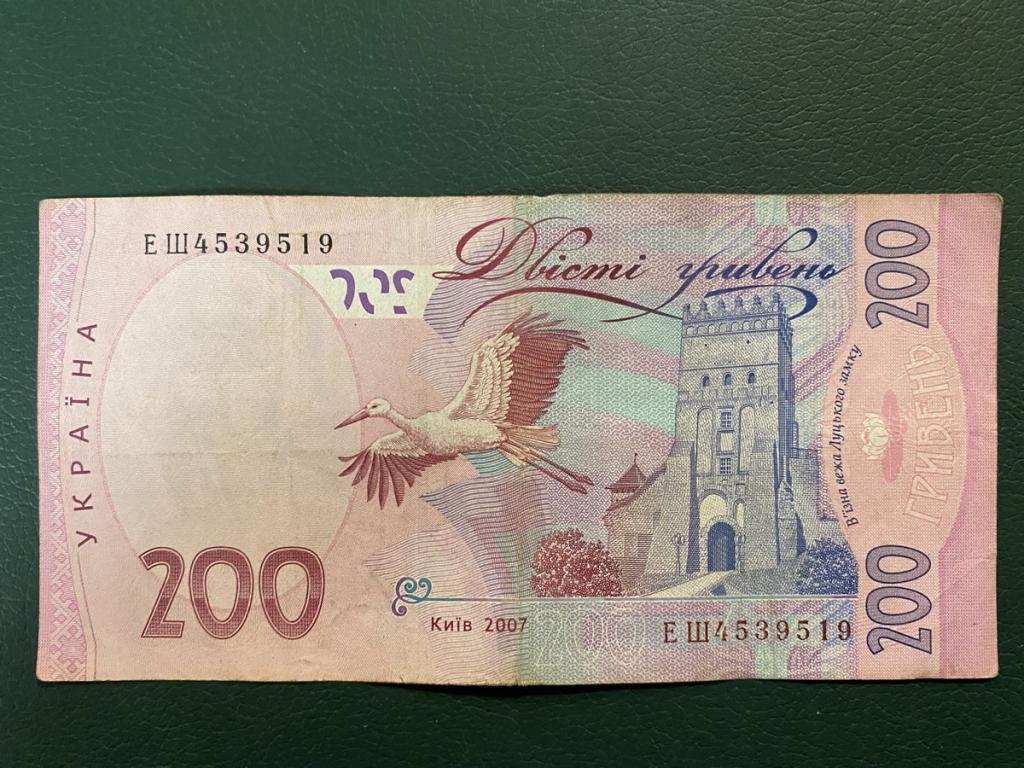 ЕШ4539519
Двісті гривень
200
УКРАЇНА
В'їзна вежа Луцького замку
ГРИВЕНЬ
200
200
Київ 2007
200
ЕШ4539519